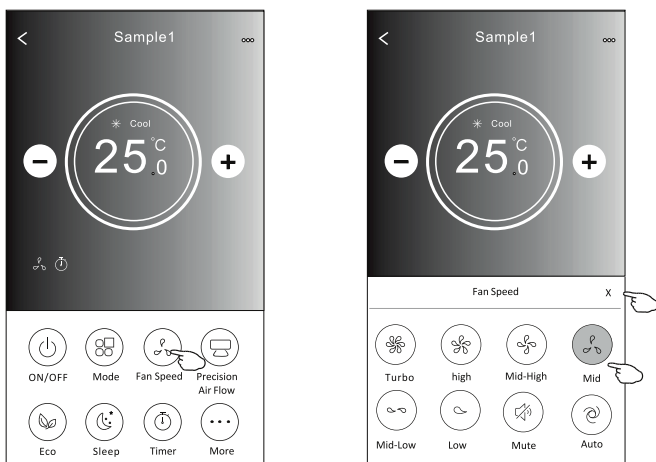 Sample1
Cool
25.0 °C
ON/OFF Mode Fan Speed Precision
Air Flow
Eco Sleep Timer More
Sample1
Cool
25.0 °C
Fan Speed X
Turbo high Mid-High Mid
Mid-Low Low Mute Auto